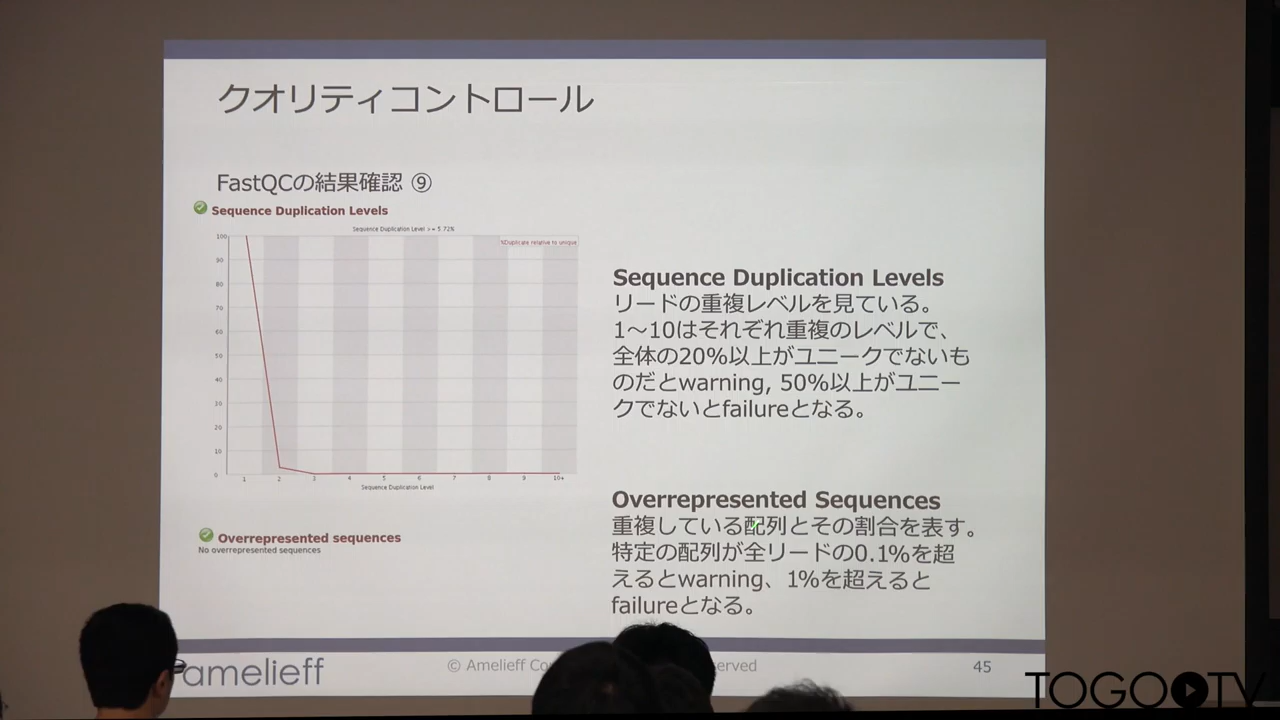 クオリティコントロール
FastQCの結果確認 ⑨
Sequence Duplication Levels
Sequence Duplication Level >= 5.72%
%Duplicate relative to unique
100
90
80
70
60
50
40
30
20
10
0
1 2 3 4 5 6 7 8 9 10+
Sequence Duplication Level
Overrepresented sequences
No overrepresented sequences
Sequence Duplication Levels
リードの重複レベルを見ている。
1～10はそれぞれ重複のレベルで、
全体の20%以上がユニークでないも
のだとwarning, 50%以上がユニー
クでないとfailureとなる。
Overrepresented Sequences
重複している配列とその割合を表す。
特定の配列が全リードの0.1%を超
えるとwarning、1%を超えると
failureとなる。
amelieff
© Amelieff
45
TOGO TV